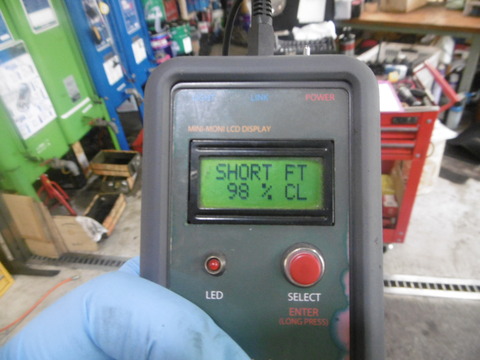 LINK POWER
MINI-MONI LCD DISPLAY
SHORT FT
98 % CL
LED
SELECT
ENTER
(LONG PRESS)